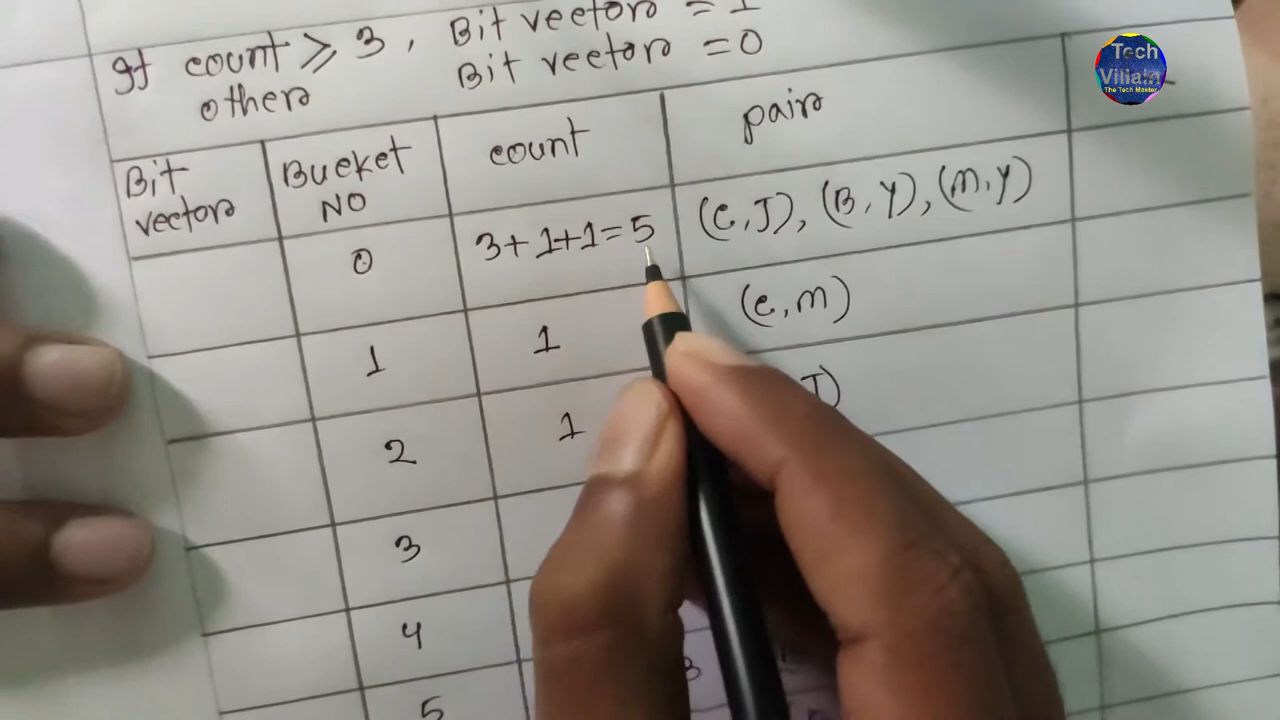 If count ≥ 3, Bit vector = 1
other Bit vector = 0
Bit vector Bucket NO count pair
0 3+1+1=5 (C,J), (B,Y), (M,Y)
1 1 (C,M)
2 1 J)
3
4
5
Tech
Villain
The Tech Master